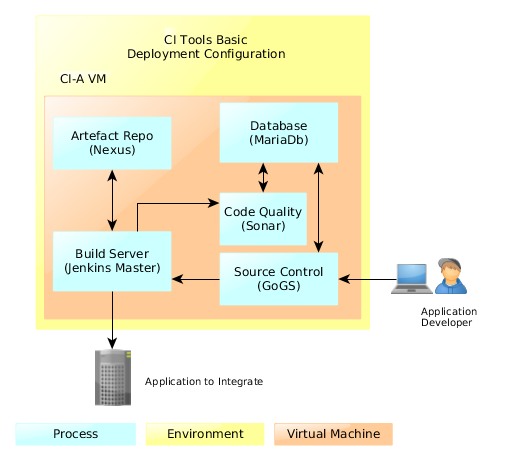 CI Tools Basic
Deployment Configuration
CI-A VM
Artefact Repo
(Nexus)
Database
(MariaDb)
Code Quality
(Sonar)
Build Server
(Jenkins Master)
Source Control
(GoGS)
Application
Developer
Application to Integrate
Process
Environment
Virtual Machine